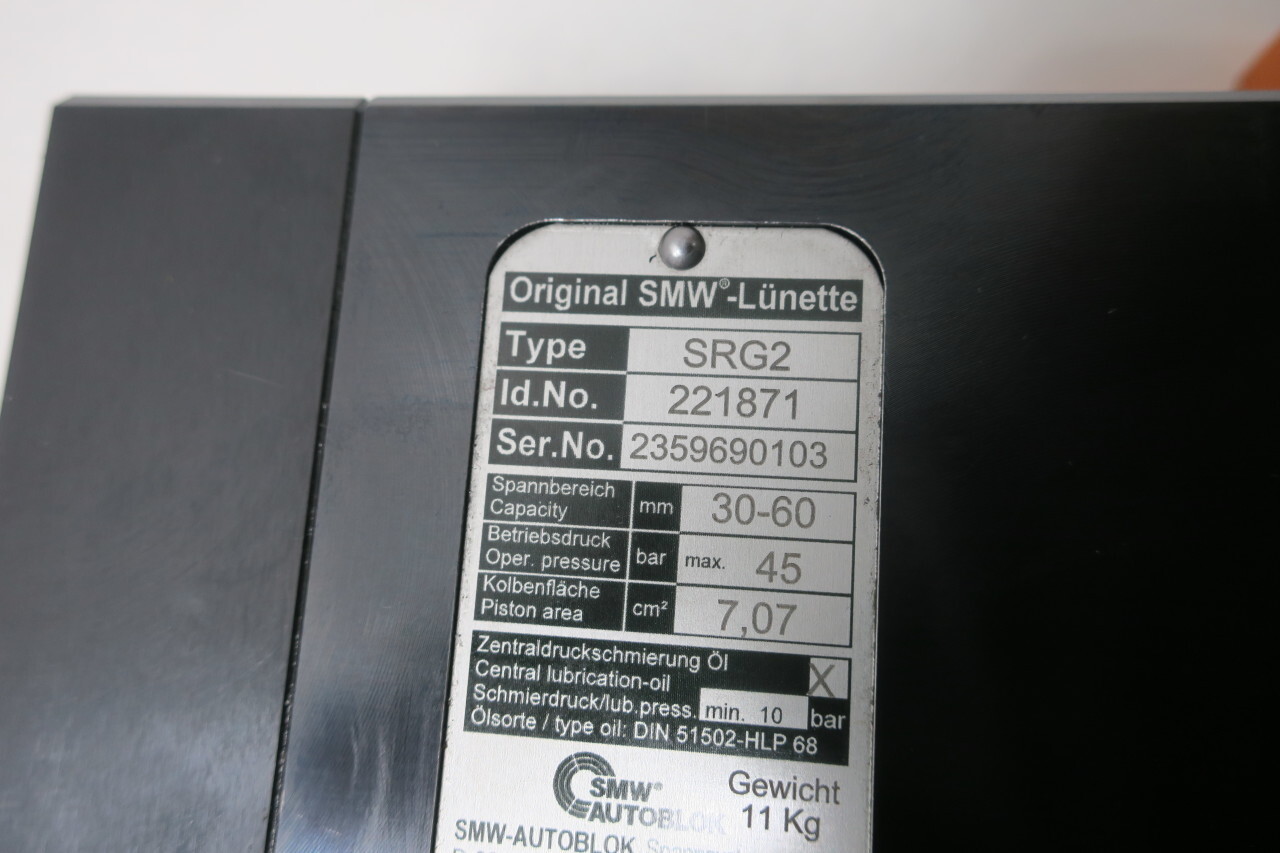 Original SMW®-Lünette
Type SRG2
Id.No. 221871
Ser.No. 2359690103
Spannbereich
Capacity mm 30-60
Betriebsdruck
Oper. pressure bar max. 45
Kolbenfläche
Piston area cm² 7,07
Zentraldruckschmierung Öl
Central lubrication-oil X
Schmierdruck/lub.press. min. 10 bar
Ölsorte / type oil: DIN 51502-HLP 68
SMW®
AUTOBLOK
Gewicht
11 Kg
SMW-AUTOBLOK